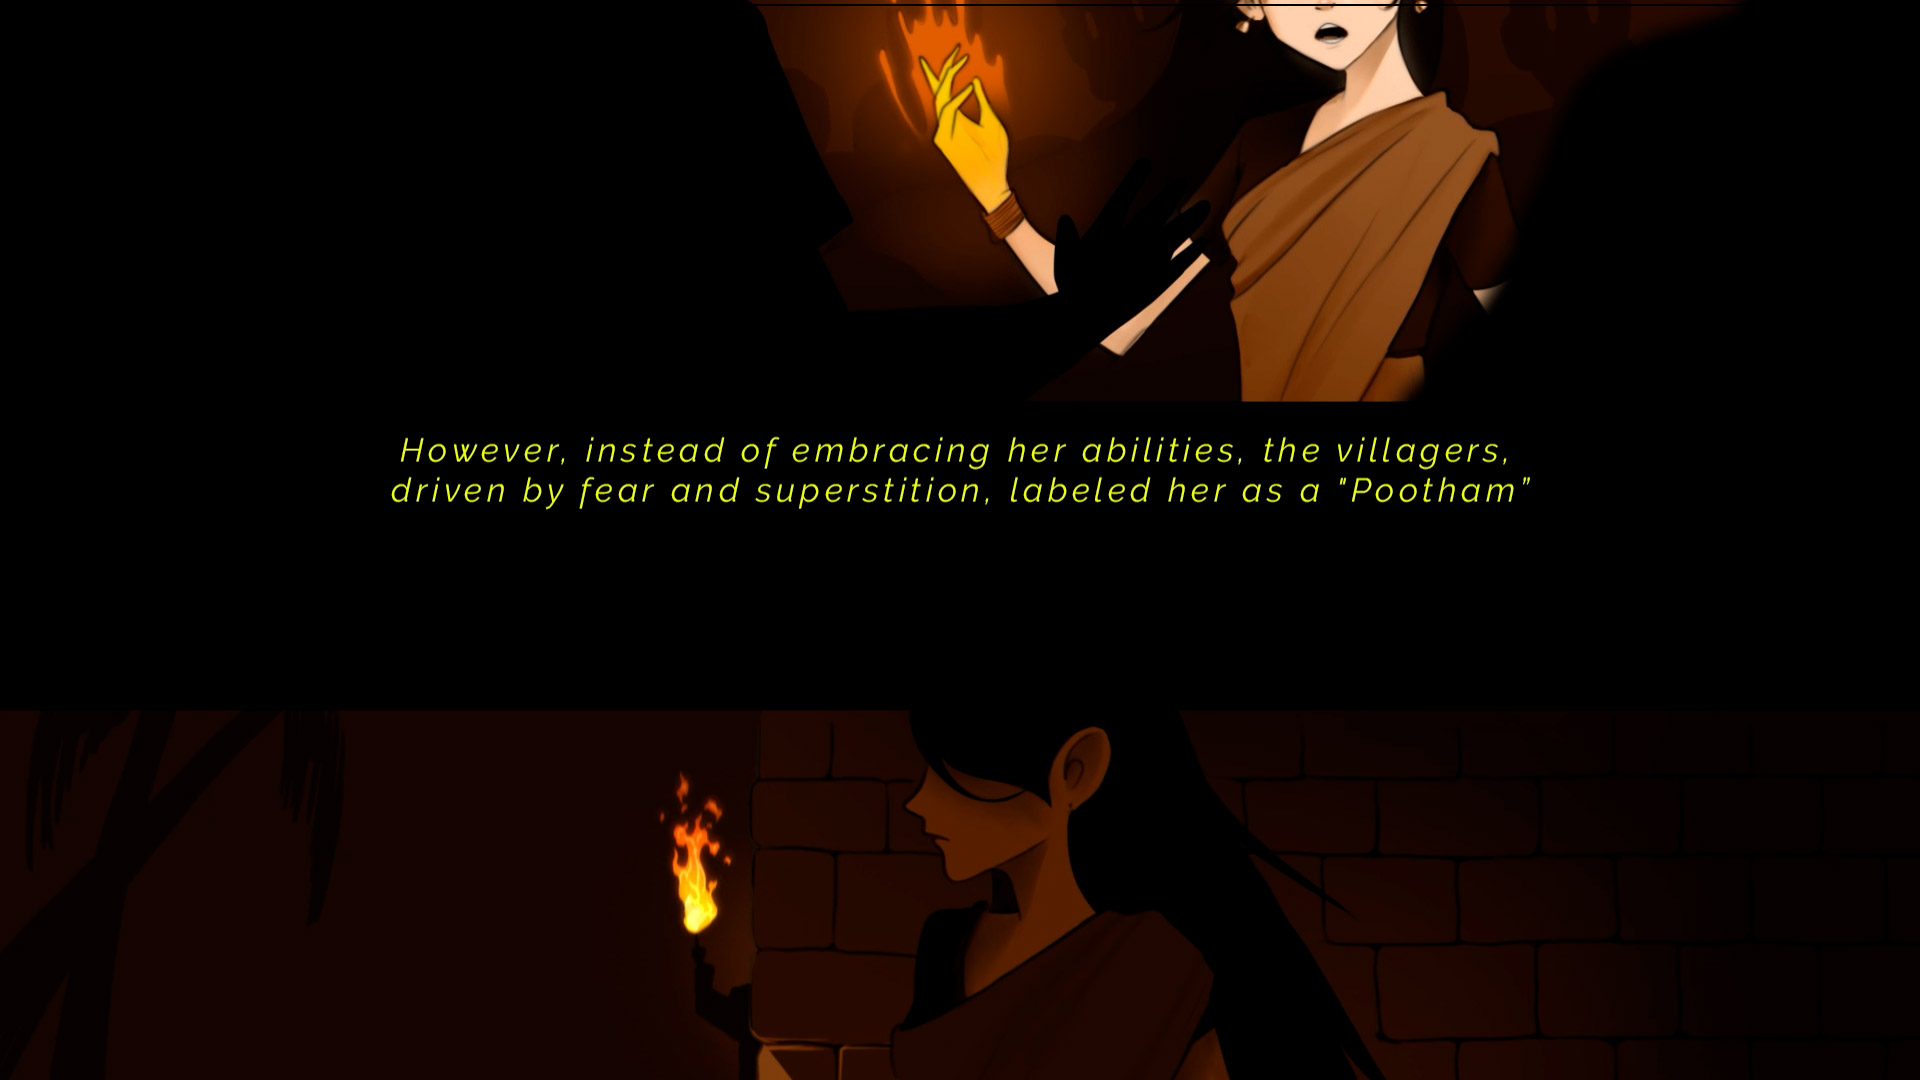 However, instead of embracing her abilities, the villagers,
driven by fear and superstition, labeled her as a "Pootham”